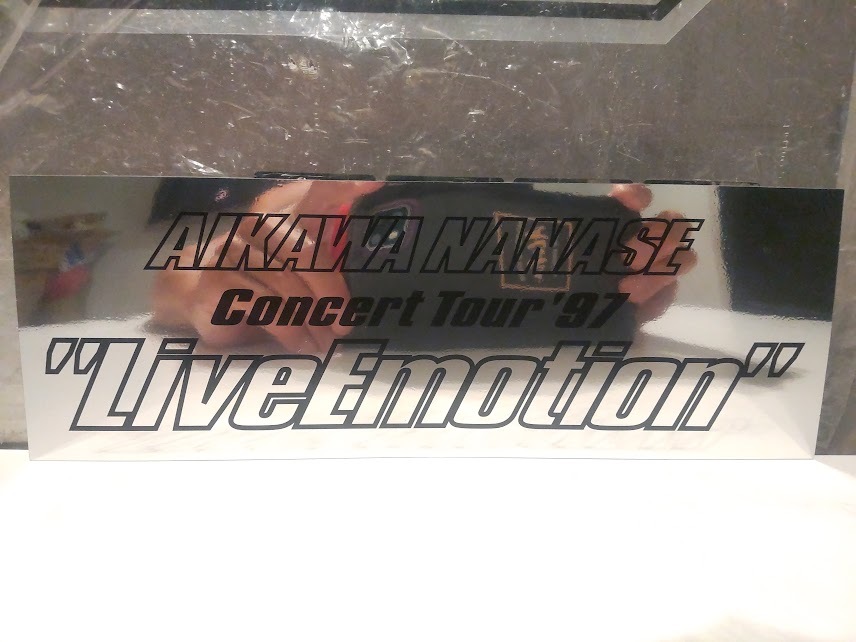 AIKAWA NANASE
Concert Tour '97
"LiveEmotion"